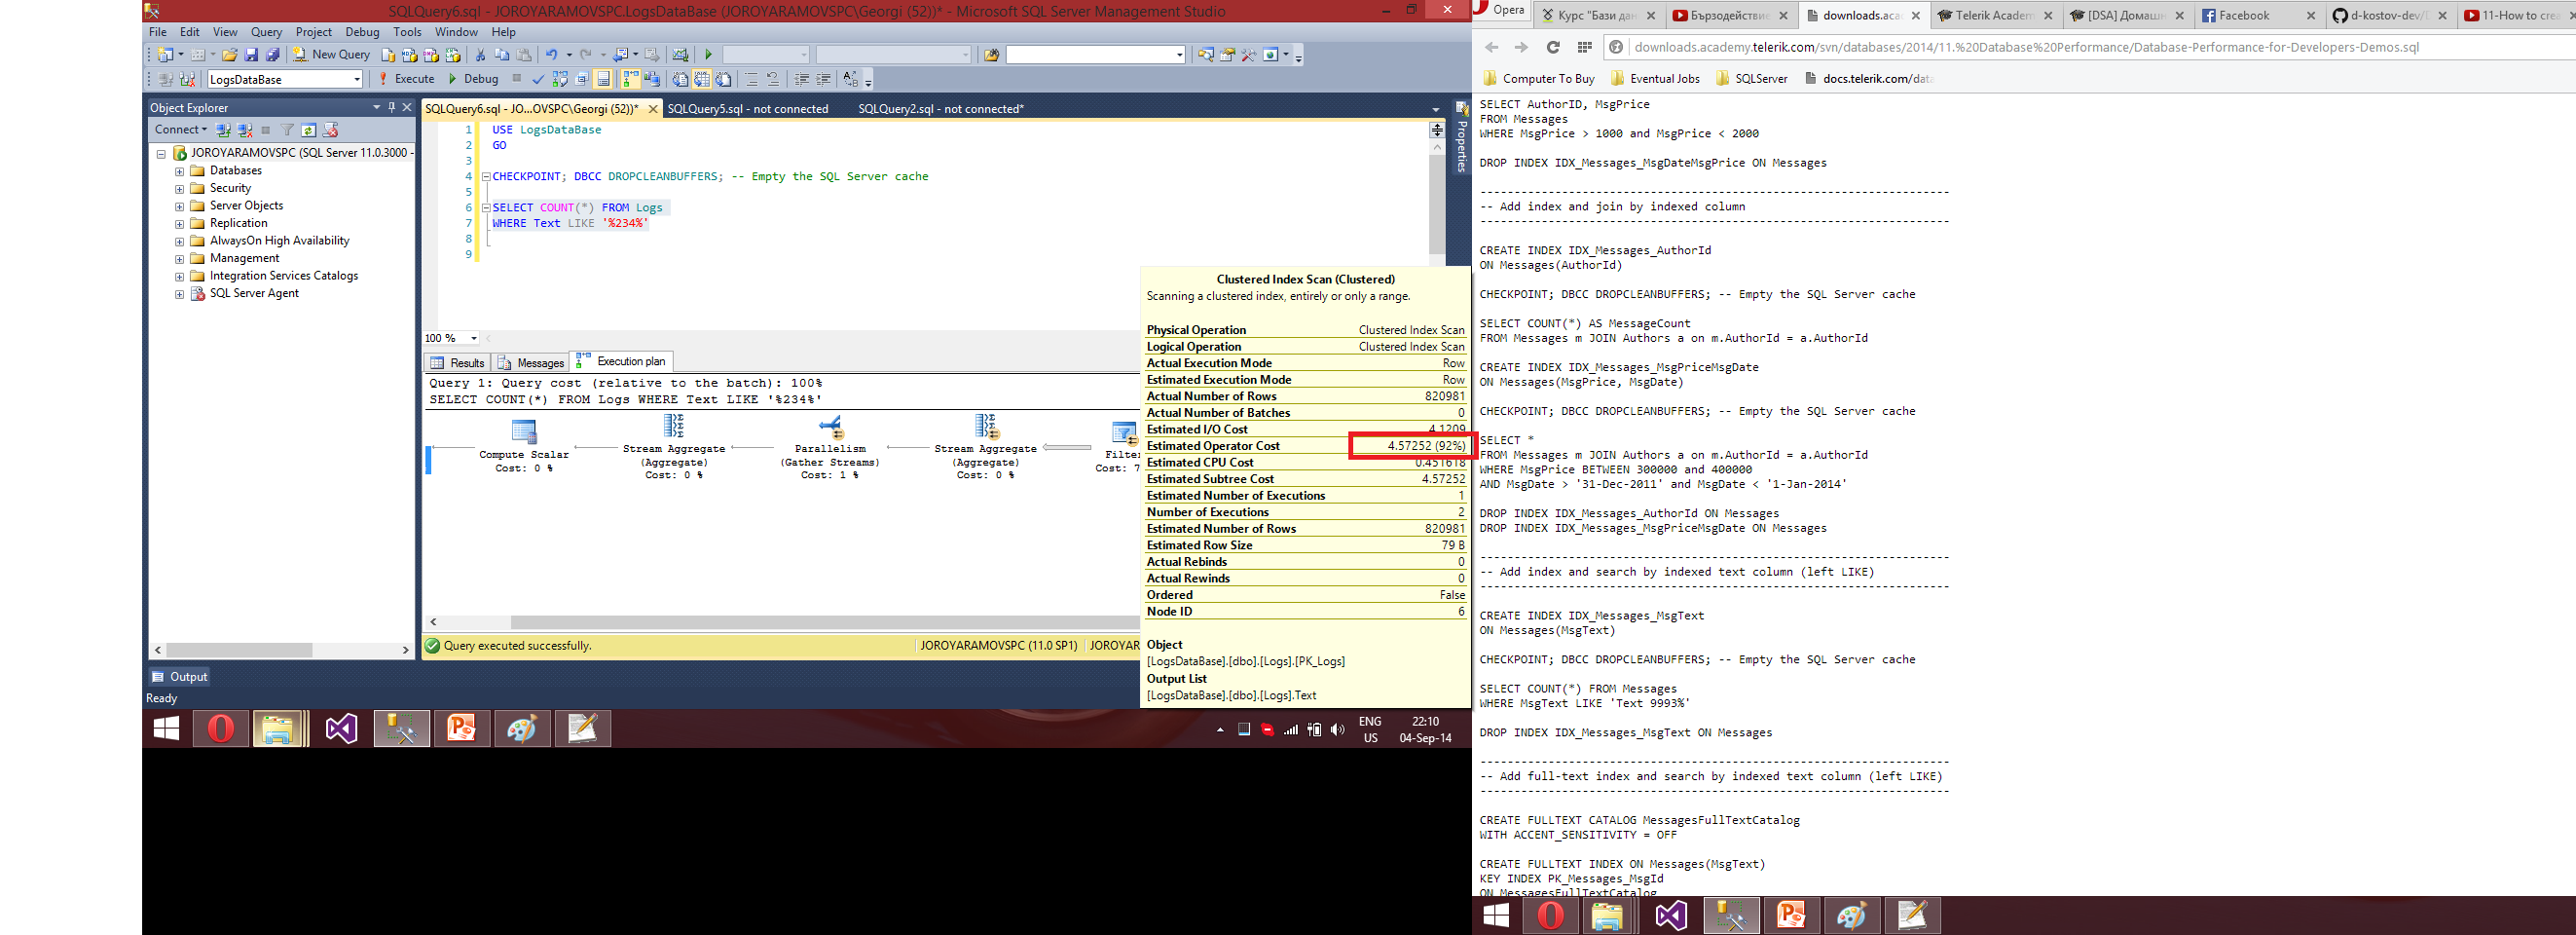 SQLQuery6.sql - JOROYARAMOVSPC.LogsDataBase (JOROYARAMOVSPC\Georgi (52))* - Microsoft SQL Server Management Studio
File Edit View Query Project Debug Tools Window Help
New Query
LogsDataBase Execute Debug
Object Explorer
Connect
JOROYARAMOVSPC (SQL Server 11.0.3000 -
Databases
Security
Server Objects
Replication
AlwaysOn High Availability
Management
Integration Services Catalogs
SQL Server Agent
SQLQuery6.sql - JO...OVSPC\Georgi (52))* SQLQuery5.sql - not connected SQLQuery2.sql - not connected*
Properties
1 USE LogsDataBase
2 GO
3
4 CHECKPOINT; DBCC DROPCLEANBUFFERS; -- Empty the SQL Server cache
5
6 SELECT COUNT(*) FROM Logs
7 WHERE Text LIKE '%234%'
8
9
100 %
Results Messages Execution plan
Query 1: Query cost (relative to the batch): 100%
SELECT COUNT(*) FROM Logs WHERE Text LIKE '%234%'
Compute Scalar
Cost: 0 %
Stream Aggregate
(Aggregate)
Cost: 0 %
Parallelism
(Gather Streams)
Cost: 1 %
Stream Aggregate
(Aggregate)
Cost: 0 %
Filter
Cost: 7
Query executed successfully. JOROYARAMOVSPC (11.0 SP1) JOROYAR
Output
Ready
Clustered Index Scan (Clustered)
Scanning a clustered index, entirely or only a range.
Physical Operation Clustered Index Scan
Logical Operation Clustered Index Scan
Actual Execution Mode Row
Estimated Execution Mode Row
Actual Number of Rows 820981
Actual Number of Batches 0
Estimated I/O Cost 4.1209
Estimated Operator Cost 4.57252 (92%)
Estimated CPU Cost 0.451618
Estimated Subtree Cost 4.57252
Estimated Number of Executions 1
Number of Executions 2
Estimated Number of Rows 820981
Estimated Row Size 79 B
Actual Rebinds 0
Actual Rewinds 0
Ordered False
Node ID 6
Object
[LogsDataBase].[dbo].[Logs].[PK_Logs]
Output List
[LogsDataBase].[dbo].[Logs].Text
ENG
US
22:10
04-Sep-14
Opera Курс "Бази дан Бързодействие downloads.aca Telerik Academ [DSA] Домашн Facebook d-kostov-dev/ 11-How to crea
downloads.academy.telerik.com/svn/databases/2014/11.%20Database%20Performance/Database-Performance-for-Developers-Demos.sql
Computer To Buy Eventual Jobs SQLServer docs.telerik.com/data
SELECT AuthorID, MsgPrice
FROM Messages
WHERE MsgPrice > 1000 and MsgPrice < 2000
DROP INDEX IDX_Messages_MsgDateMsgPrice ON Messages
------------------------------------------------------------------------
-- Add index and join by indexed column
------------------------------------------------------------------------
CREATE INDEX IDX_Messages_AuthorId
ON Messages(AuthorId)
CHECKPOINT; DBCC DROPCLEANBUFFERS; -- Empty the SQL Server cache
SELECT COUNT(*) AS MessageCount
FROM Messages m JOIN Authors a on m.AuthorId = a.AuthorId
CREATE INDEX IDX_Messages_MsgPriceMsgDate
ON Messages(MsgPrice, MsgDate)
CHECKPOINT; DBCC DROPCLEANBUFFERS; -- Empty the SQL Server cache
SELECT *
FROM Messages m JOIN Authors a on m.AuthorId = a.AuthorId
WHERE MsgPrice BETWEEN 300000 and 400000
AND MsgDate > '31-Dec-2011' and MsgDate < '1-Jan-2014'
DROP INDEX IDX_Messages_AuthorId ON Messages
DROP INDEX IDX_Messages_MsgPriceMsgDate ON Messages
------------------------------------------------------------------------
-- Add index and search by indexed text column (left LIKE)
------------------------------------------------------------------------
CREATE INDEX IDX_Messages_MsgText
ON Messages(MsgText)
CHECKPOINT; DBCC DROPCLEANBUFFERS; -- Empty the SQL Server cache
SELECT COUNT(*) FROM Messages
WHERE MsgText LIKE 'Text 9993%'
DROP INDEX IDX_Messages_MsgText ON Messages
------------------------------------------------------------------------
-- Add full-text index and search by indexed text column (left LIKE)
------------------------------------------------------------------------
CREATE FULLTEXT CATALOG MessagesFullTextCatalog
WITH ACCENT_SENSITIVITY = OFF
CREATE FULLTEXT INDEX ON Messages(MsgText)
KEY INDEX PK_Messages_MsgId
ON MessagesFullTextCatalog